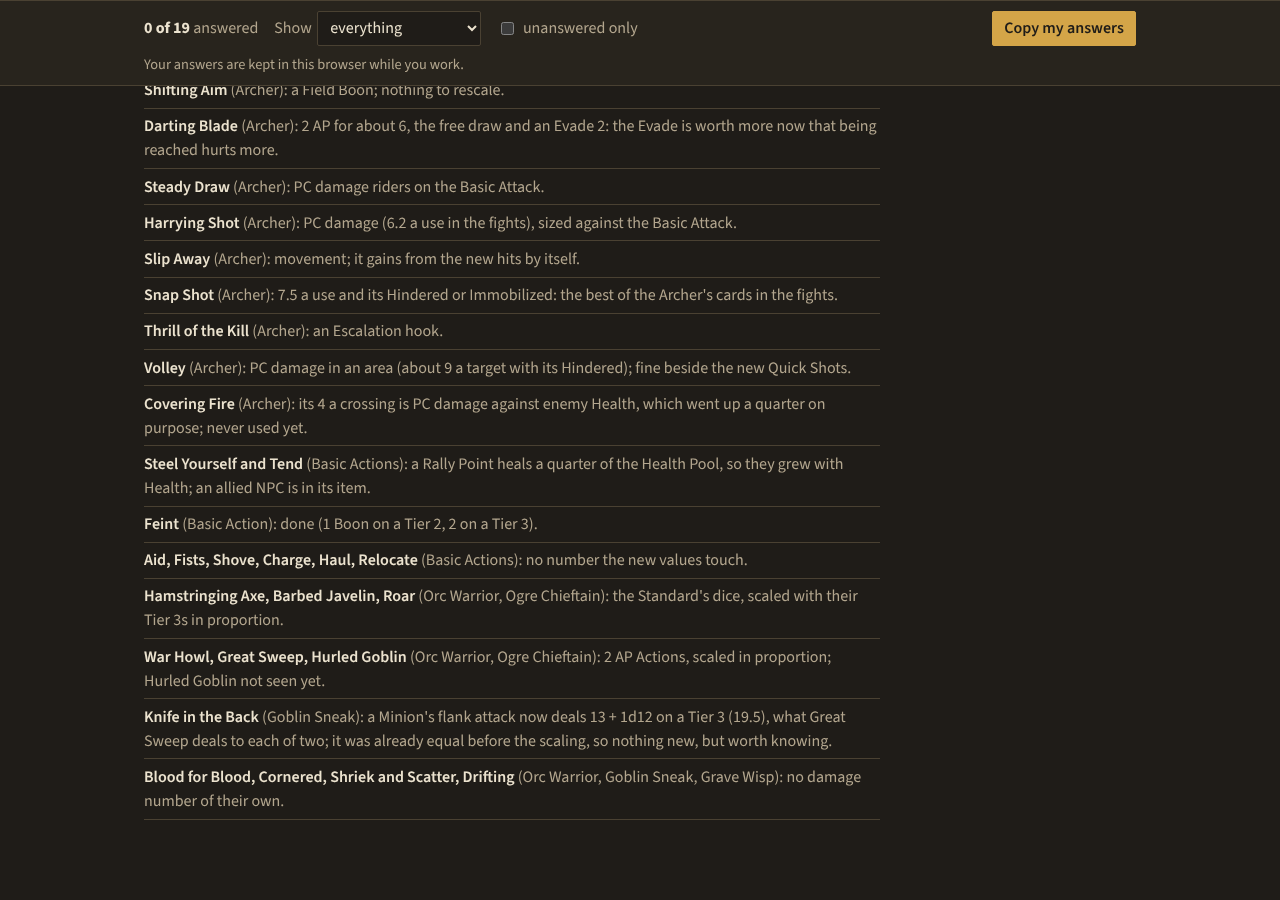 0 of 19 answered Show everything unanswered only Copy my answers
Your answers are kept in this browser while you work.
Shifting Aim (Archer): a Field Boon; nothing to rescale.
Darting Blade (Archer): 2 AP for about 6, the free draw and an Evade 2: the Evade is worth more now that being
reached hurts more.
Steady Draw (Archer): PC damage riders on the Basic Attack.
Harrying Shot (Archer): PC damage (6.2 a use in the fights), sized against the Basic Attack.
Slip Away (Archer): movement; it gains from the new hits by itself.
Snap Shot (Archer): 7.5 a use and its Hindered or Immobilized: the best of the Archer's cards in the fights.
Thrill of the Kill (Archer): an Escalation hook.
Volley (Archer): PC damage in an area (about 9 a target with its Hindered); fine beside the new Quick Shots.
Covering Fire (Archer): its 4 a crossing is PC damage against enemy Health, which went up a quarter on
purpose; never used yet.
Steel Yourself and Tend (Basic Actions): a Rally Point heals a quarter of the Health Pool, so they grew with
Health; an allied NPC is in its item.
Feint (Basic Action): done (1 Boon on a Tier 2, 2 on a Tier 3).
Aid, Fists, Shove, Charge, Haul, Relocate (Basic Actions): no number the new values touch.
Hamstringing Axe, Barbed Javelin, Roar (Orc Warrior, Ogre Chieftain): the Standard's dice, scaled with their
Tier 3s in proportion.
War Howl, Great Sweep, Hurled Goblin (Orc Warrior, Ogre Chieftain): 2 AP Actions, scaled in proportion;
Hurled Goblin not seen yet.
Knife in the Back (Goblin Sneak): a Minion's flank attack now deals 13 + 1d12 on a Tier 3 (19.5), what Great
Sweep deals to each of two; it was already equal before the scaling, so nothing new, but worth knowing.
Blood for Blood, Cornered, Shriek and Scatter, Drifting (Orc Warrior, Goblin Sneak, Grave Wisp): no damage
number of their own.